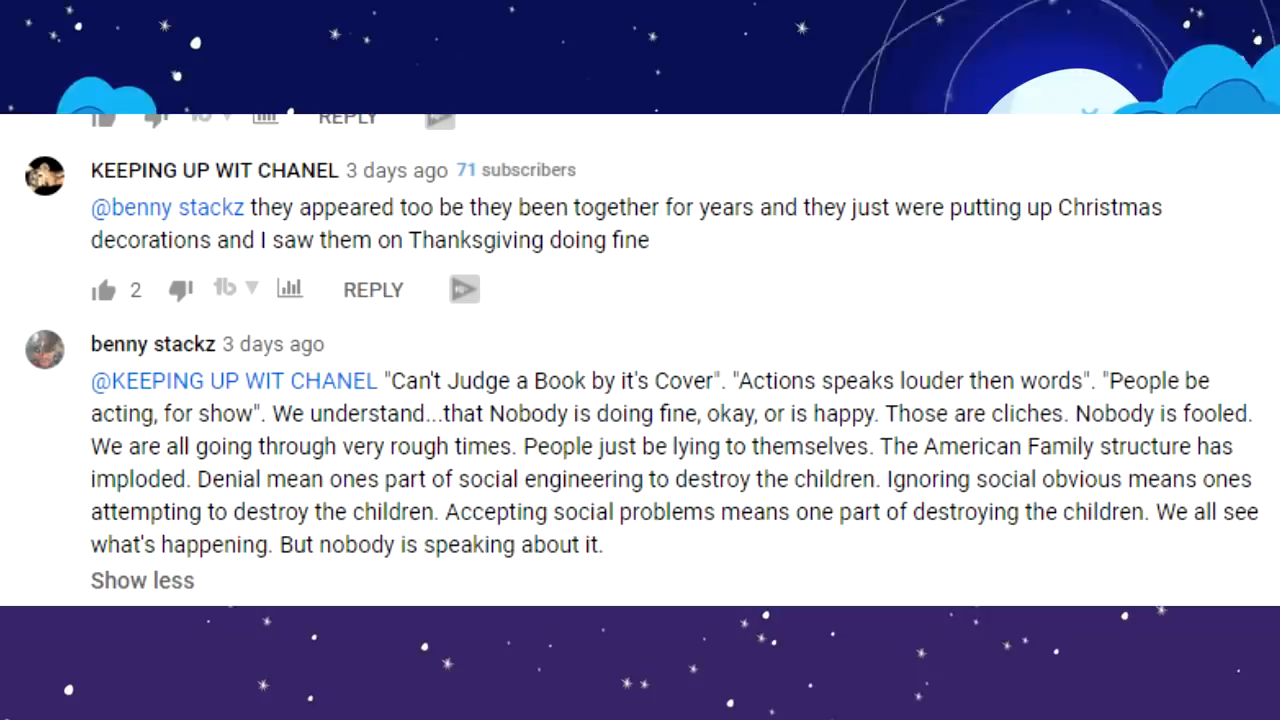 REPLY
KEEPING UP WIT CHANEL 3 days ago 71 subscribers
@benny stackz they appeared too be they been together for years and they just were putting up Christmas
decorations and I saw them on Thanksgiving doing fine
2 REPLY
benny stackz 3 days ago
@KEEPING UP WIT CHANEL "Can't Judge a Book by it's Cover". "Actions speaks louder then words". "People be
acting, for show". We understand...that Nobody is doing fine, okay, or is happy. Those are cliches. Nobody is fooled.
We are all going through very rough times. People just be lying to themselves. The American Family structure has
imploded. Denial mean ones part of social engineering to destroy the children. Ignoring social obvious means ones
attempting to destroy the children. Accepting social problems means one part of destroying the children. We all see
what's happening. But nobody is speaking about it.
Show less